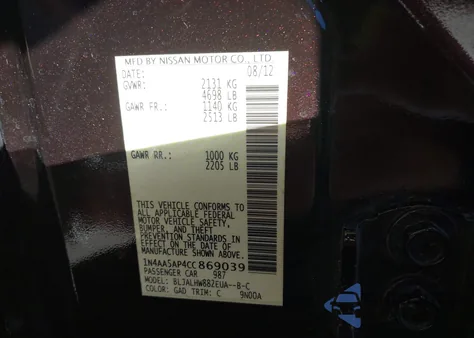 MFD BY NISSAN MOTOR CO., LTD.
DATE: 08/12
GVWR: 2131 KG
4698 LB
GAWR FR.: 1140 KG
2513 LB
GAWR RR.: 1000 KG
2205 LB
THIS VEHICLE CONFORMS TO
ALL APPLICABLE FEDERAL
MOTOR VEHICLE SAFETY,
BUMPER, AND THEFT
PREVENTION STANDARDS IN
EFFECT ON THE DATE OF
MANUFACTURE SHOWN ABOVE.
1N4AA5AP4CC869039
PASSENGER CAR 987
MODEL: BLJALHW882EUA--B-C
COLOR: GAD TRIM: C 9N00A